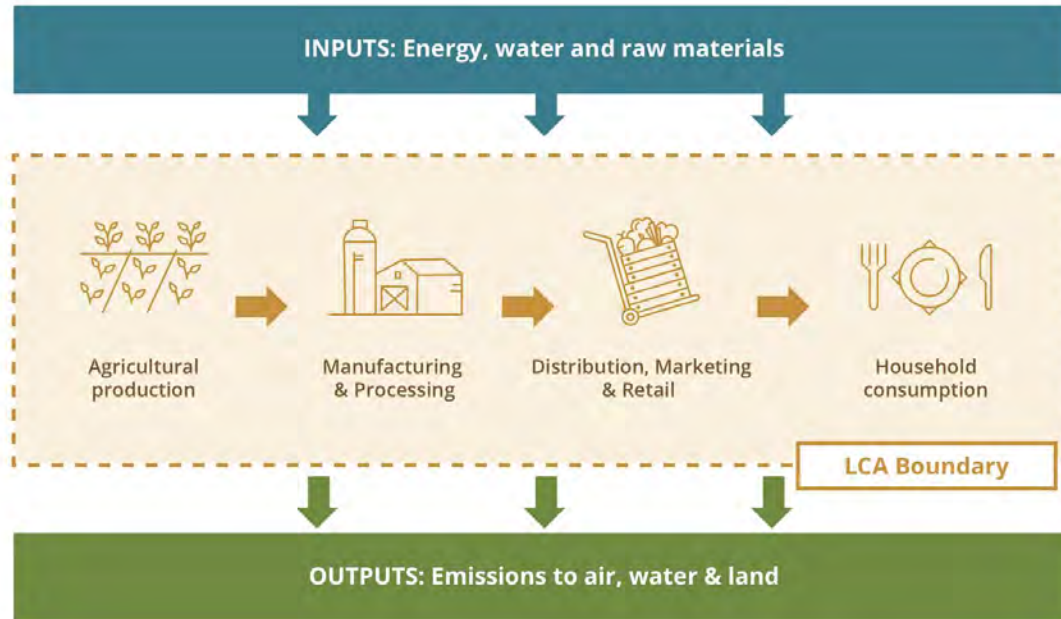 INPUTS: Energy, water and raw materials
Agricultural
production
Manufacturing
& Processing
Distribution, Marketing
& Retail
Household
consumption
LCA Boundary
OUTPUTS: Emissions to air, water & land